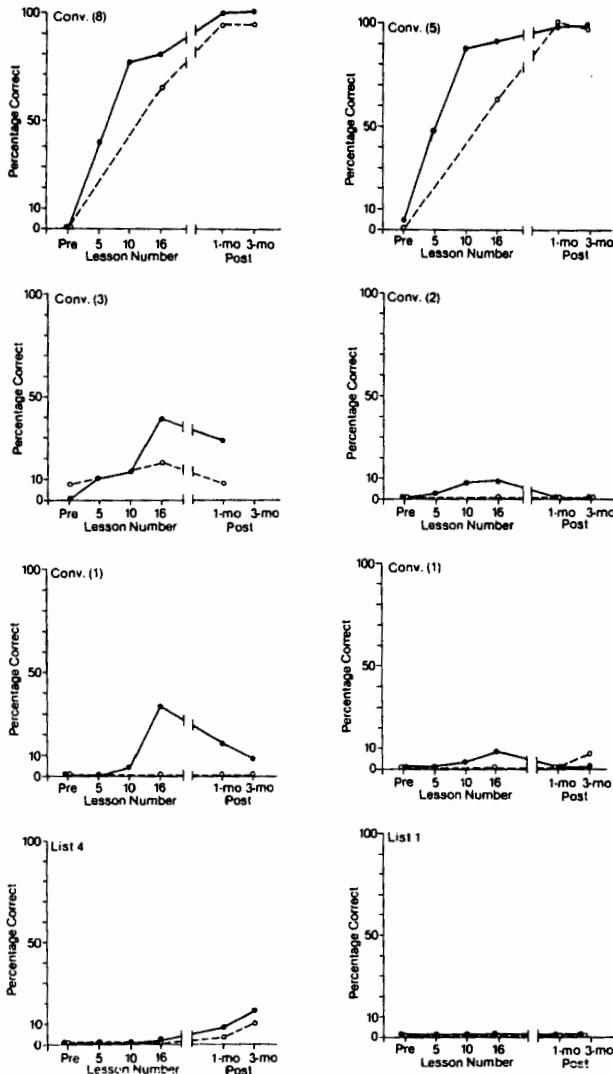 Conv. (8)
100
50
10
0
Percentage Correct
Pre 5 10 16 1-mo 3-mo
Lesson Number Post
Conv. (5)
100
50
10
0
Percentage Correct
Pre 5 10 16 1-mo 3-mo
Lesson Number Post
Conv. (3)
100
50
10
0
Percentage Correct
Pre 5 10 16 1-mo 3-mo
Lesson Number Post
Conv. (2)
100
50
10
0
Percentage Correct
Pre 5 10 16 1-mo 3-mo
Lesson Number Post
Conv. (1)
100
50
10
0
Percentage Correct
Pre 5 10 16 1-mo 3-mo
Lesson Number Post
Conv. (1)
100
50
10
0
Percentage Correct
Pre 5 10 16 1-mo 3-mo
Lesson Number Post
List 4
100
50
10
0
Percentage Correct
Pre 5 10 16 1-mo 3-mo
Lesson Number Post
List 1
100
50
10
0
Percentage Correct
Pre 5 10 16 1-mo 3-mo
Lesson Number Post